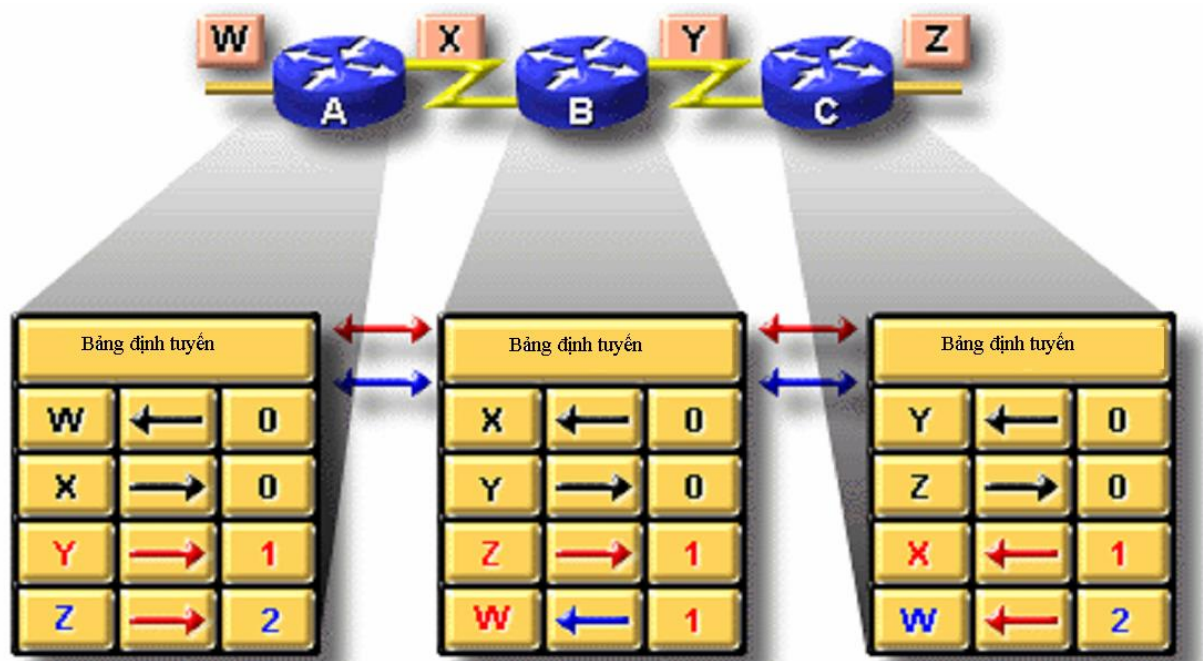 W X Y Z
A B C
Bảng định tuyến
W 0
X 0
Y 1
Z 2
Bảng định tuyến
X 0
Y 0
Z 1
W 1
Bảng định tuyến
Y 0
Z 0
X 1
W 2